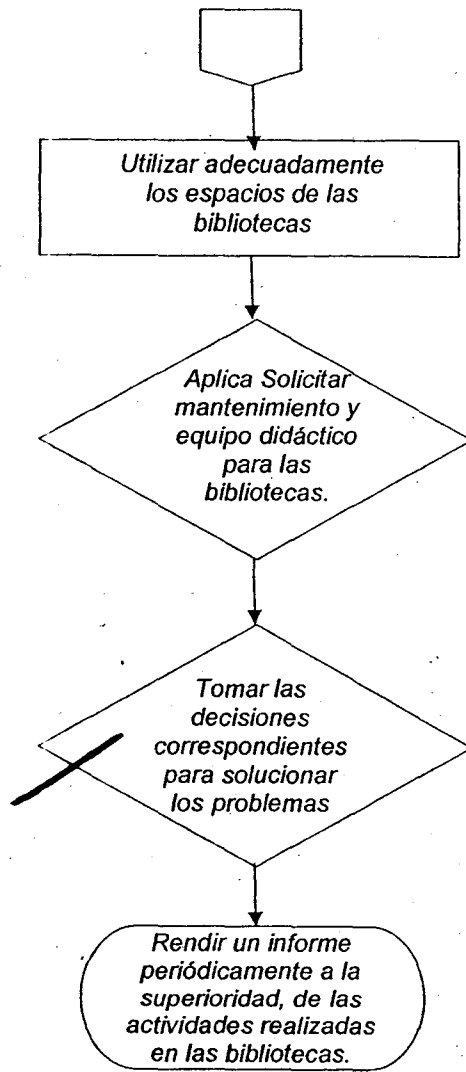 Utilizar adecuadamente
los espacios de las
bibliotecas
Aplica Solicitar
mantenimiento y
equipo didáctico
para las
bibliotecas.
Tomar las
decisiones
correspondientes
para solucionar
los problemas
Rendir un informe
periódicamente a la
superioridad, de las
actividades realizadas
en las bibliotecas.